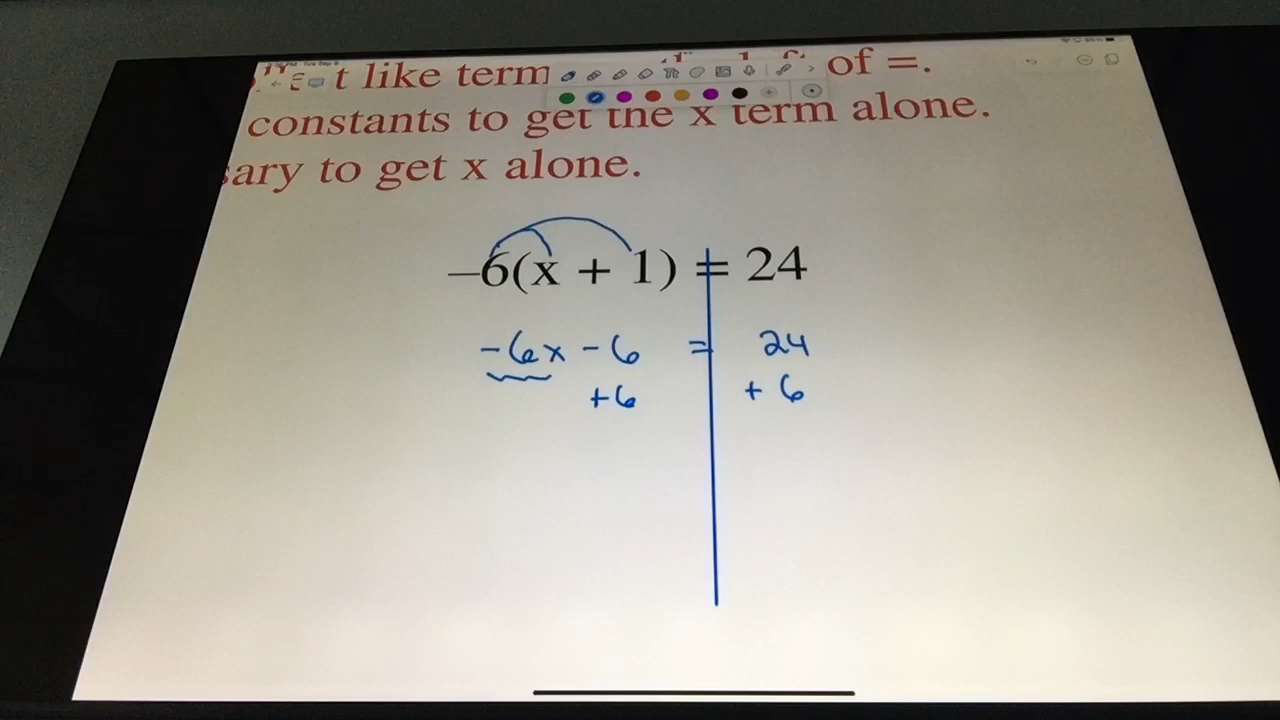 t like term of =.
constants to get the x term alone.
to get x alone.
–6(x + 1) = 24
-6x - 6 = 24
+6 + 6